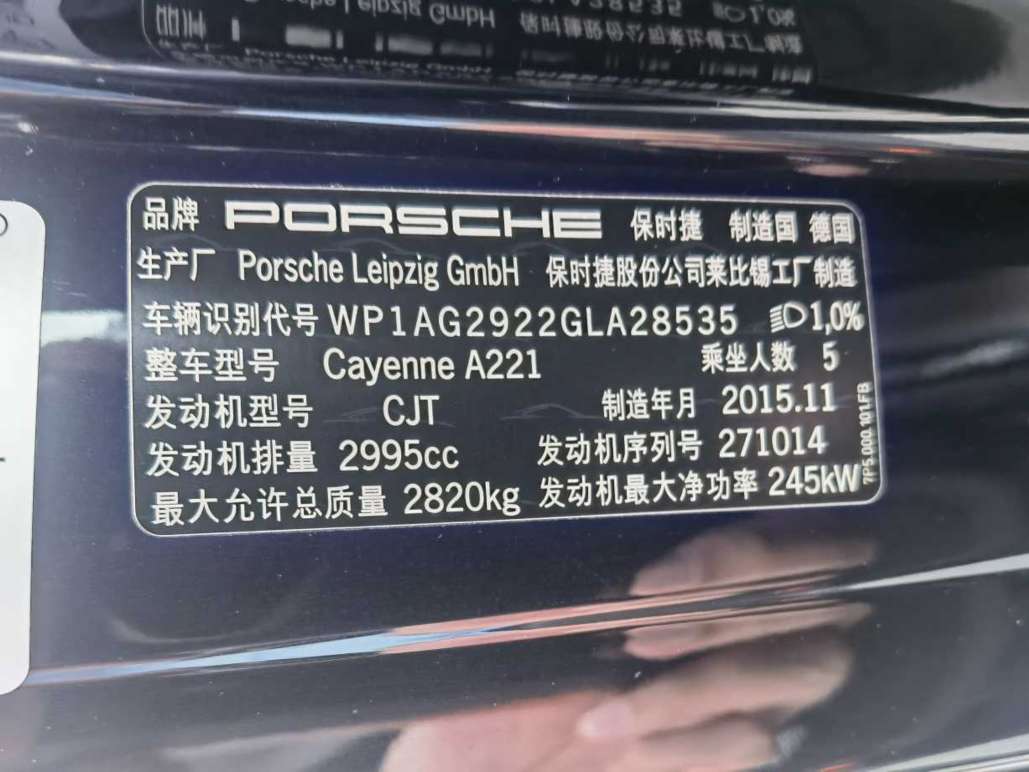 品牌 PORSCHE 保时捷 制造国 德国
生产厂 Porsche Leipzig GmbH 保时捷股份公司莱比锡工厂制造
车辆识别代号 WP1AG2922GLA28535 1,0%
整车型号 Cayenne A221 乘坐人数 5
发动机型号 CJT 制造年月 2015.11
发动机排量 2995cc 发动机序列号 271014
最大允许总质量 2820kg 发动机最大净功率 245kW
7P5.000.101.FB